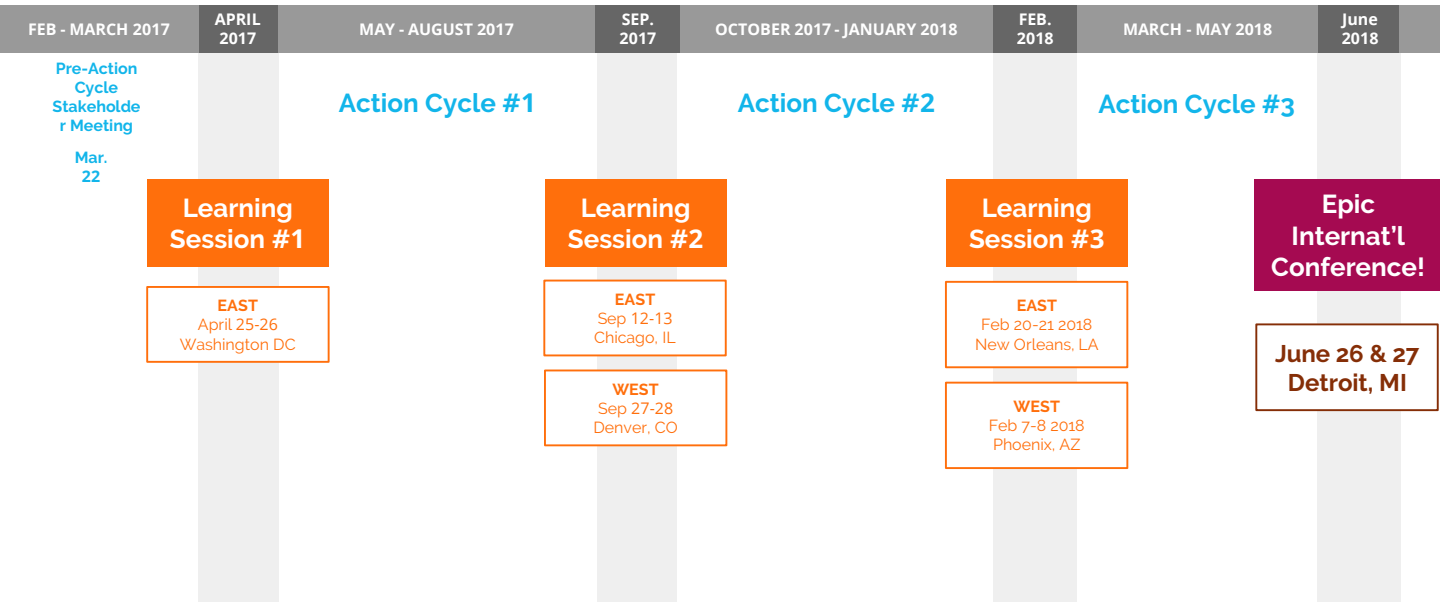 FEB - MARCH 2017
APRIL
2017
MAY - AUGUST 2017
SEP.
2017
OCTOBER 2017 - JANUARY 2018
FEB.
2018
MARCH - MAY 2018
June
2018
Pre-Action
Cycle
Stakeholde
r Meeting
Mar.
22
Action Cycle #1
Action Cycle #2
Action Cycle #3
Learning
Session #1
EAST
April 25-26
Washington DC
Learning
Session #2
EAST
Sep 12-13
Chicago, IL
WEST
Sep 27-28
Denver, CO
Learning
Session #3
EAST
Feb 20-21 2018
New Orleans, LA
WEST
Feb 7-8 2018
Phoenix, AZ
Epic
Internat’l
Conference!
June 26 & 27
Detroit, MI